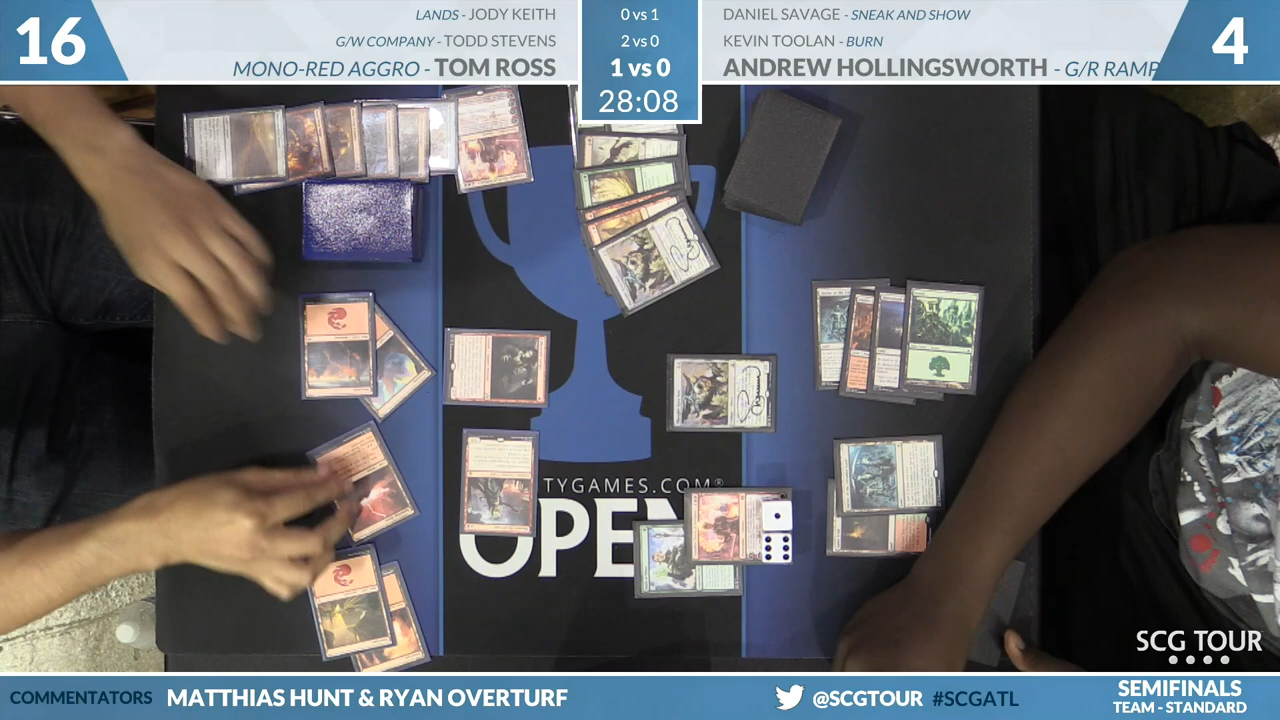 16
LANDS - JODY KEITH
G/W COMPANY - TODD STEVENS
MONO-RED AGGRO - TOM ROSS
0 vs 1
2 vs 0
1 vs 0
28:08
DANIEL SAVAGE - SNEAK AND SHOW
KEVIN TOOLAN - BURN
ANDREW HOLLINGSWORTH - G/R RAMP
4
TYGAMES.COM®
OPEN
SCG TOUR
COMMENTATORS MATTHIAS HUNT & RYAN OVERTURF
@SCGTOUR #SCGATL
SEMIFINALS
TEAM - STANDARD